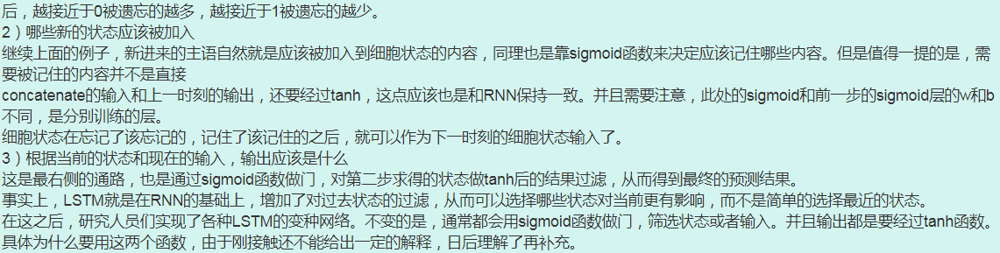 后，越接近于0被遗忘的越多，越接近于1被遗忘的越少。
2）哪些新的状态应该被加入
继续上面的例子，新进来的主语自然就是应该被加入到细胞状态的内容，同理也是靠sigmoid函数来决定应该记住哪些内容。但是值得一提的是，需
要被记住的内容并不是直接
concatenate的输入和上一时刻的输出，还要经过tanh，这点应该也是和RNN保持一致。并且需要注意，此处的sigmoid和前一步的sigmoid层的w和b
不同，是分别训练的层。
细胞状态在忘记了该忘记的，记住了该记住的之后，就可以作为下一时刻的细胞状态输入了。
3）根据当前的状态和现在的输入，输出应该是什么
这是最右侧的通路，也是通过sigmoid函数做门，对第二步求得的状态做tanh后的结果过滤，从而得到最终的预测结果。
事实上，LSTM就是在RNN的基础上，增加了对过去状态的过滤，从而可以选择哪些状态对当前更有影响，而不是简单的选择最近的状态。
在这之后，研究人员们实现了各种LSTM的变种网络。不变的是，通常都会用sigmoid函数做门，筛选状态或者输入。并且输出都是要经过tanh函数。
具体为什么要用这两个函数，由于刚接触还不能给出一定的解释，日后理解了再补充。